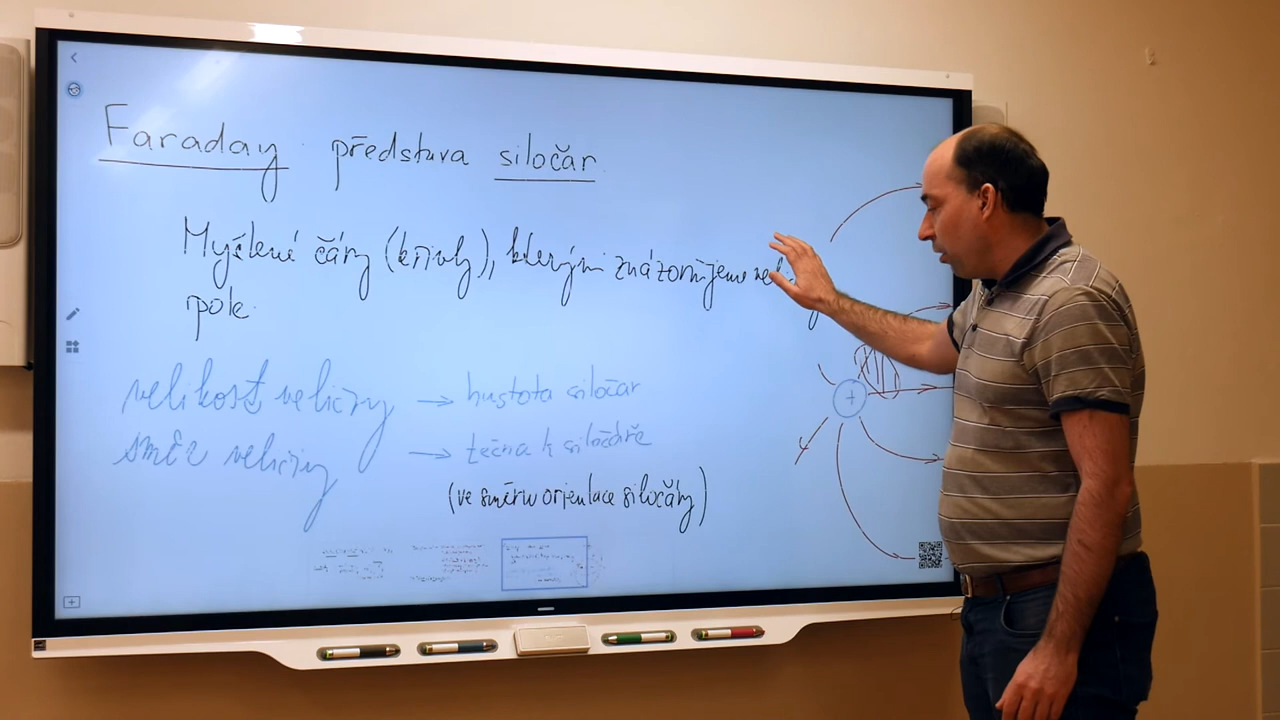 Faraday představa siločar
Myšlené čáry (křivky), kterými znázorňujeme
pole.
velikost veličiny → hustota siločar
směr veličiny → tečna k siločáře
(ve směru orientace siločáry)
+